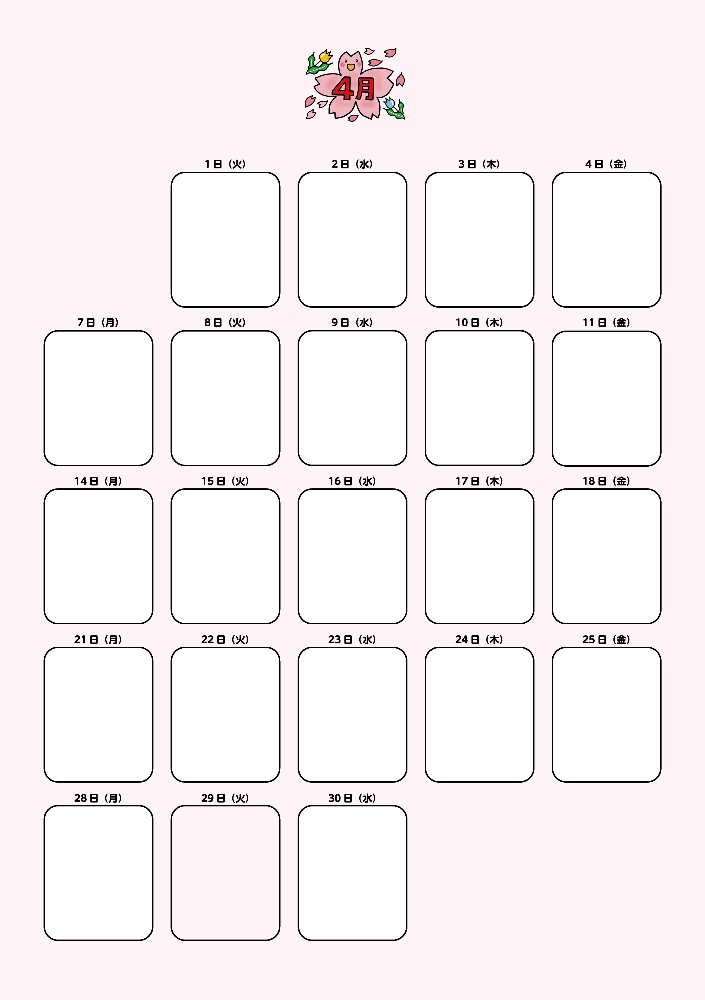 4月
1日（火） 2日（水） 3日（木） 4日（金）
7日（月） 8日（火） 9日（水） 10日（木） 11日（金）
14日（月） 15日（火） 16日（水） 17日（木） 18日（金）
21日（月） 22日（火） 23日（水） 24日（木） 25日（金）
28日（月） 29日（火） 30日（水）